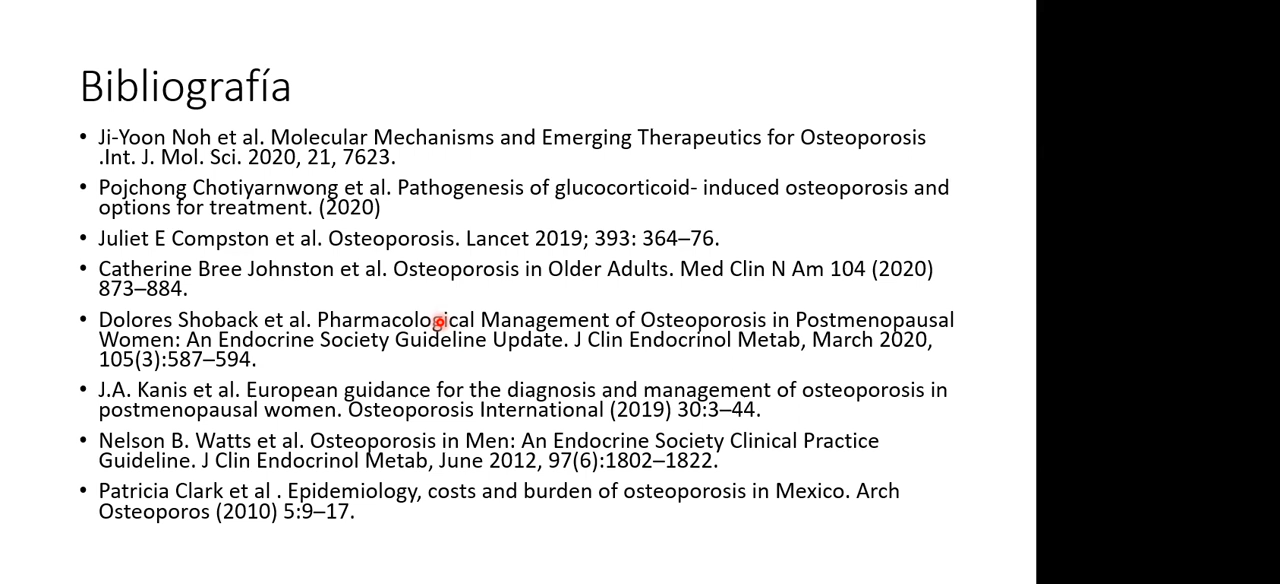 Bibliografía
• Ji-Yoon Noh et al. Molecular Mechanisms and Emerging Therapeutics for Osteoporosis
.Int. J. Mol. Sci. 2020, 21, 7623.
• Pojchong Chotiyarnwong et al. Pathogenesis of glucocorticoid- induced osteoporosis and
options for treatment. (2020)
• Juliet E Compston et al. Osteoporosis. Lancet 2019; 393: 364–76.
• Catherine Bree Johnston et al. Osteoporosis in Older Adults. Med Clin N Am 104 (2020)
873–884.
• Dolores Shoback et al. Pharmacological Management of Osteoporosis in Postmenopausal
Women: An Endocrine Society Guideline Update. J Clin Endocrinol Metab, March 2020,
105(3):587–594.
• J.A. Kanis et al. European guidance for the diagnosis and management of osteoporosis in
postmenopausal women. Osteoporosis International (2019) 30:3–44.
• Nelson B. Watts et al. Osteoporosis in Men: An Endocrine Society Clinical Practice
Guideline. J Clin Endocrinol Metab, June 2012, 97(6):1802–1822.
• Patricia Clark et al . Epidemiology, costs and burden of osteoporosis in Mexico. Arch
Osteoporos (2010) 5:9–17.